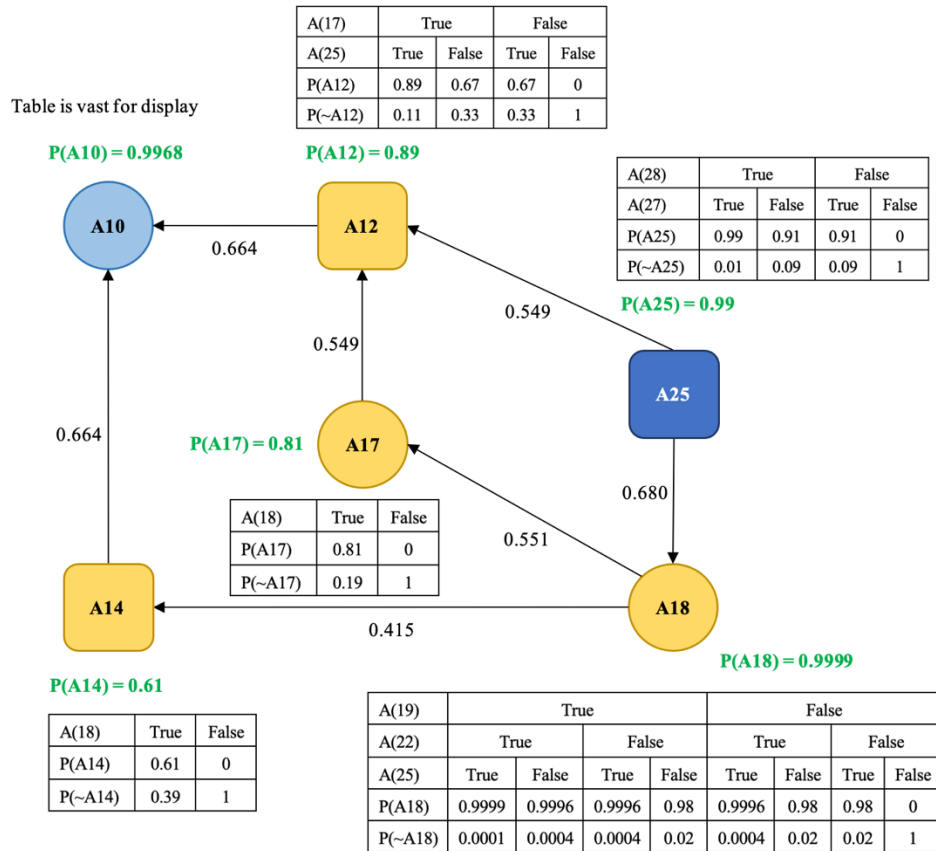 A(17) True False
A(25) True False True False
P(A12) 0.89 0.67 0.67 0
P(~A12) 0.11 0.33 0.33 1
Table is vast for display
P(A10) = 0.9968
P(A12) = 0.89
A(28) True False
A(27) True False True False
P(A25) 0.99 0.91 0.91 0
P(~A25) 0.01 0.09 0.09 1
P(A25) = 0.99
A10
0.664
A12
0.549
0.549
A25
0.664
P(A17) = 0.81
A17
0.680
A(18) True False
P(A17) 0.81 0
P(~A17) 0.19 1
0.551
A14
0.415
A18
P(A18) = 0.9999
P(A14) = 0.61
A(18) True False
P(A14) 0.61 0
P(~A14) 0.39 1
A(19) True False
A(22) True False True False
A(25) True False True False True False True False
P(A18) 0.9999 0.9996 0.9996 0.98 0.9996 0.98 0.98 0
P(~A18) 0.0001 0.0004 0.0004 0.02 0.0004 0.02 0.02 1